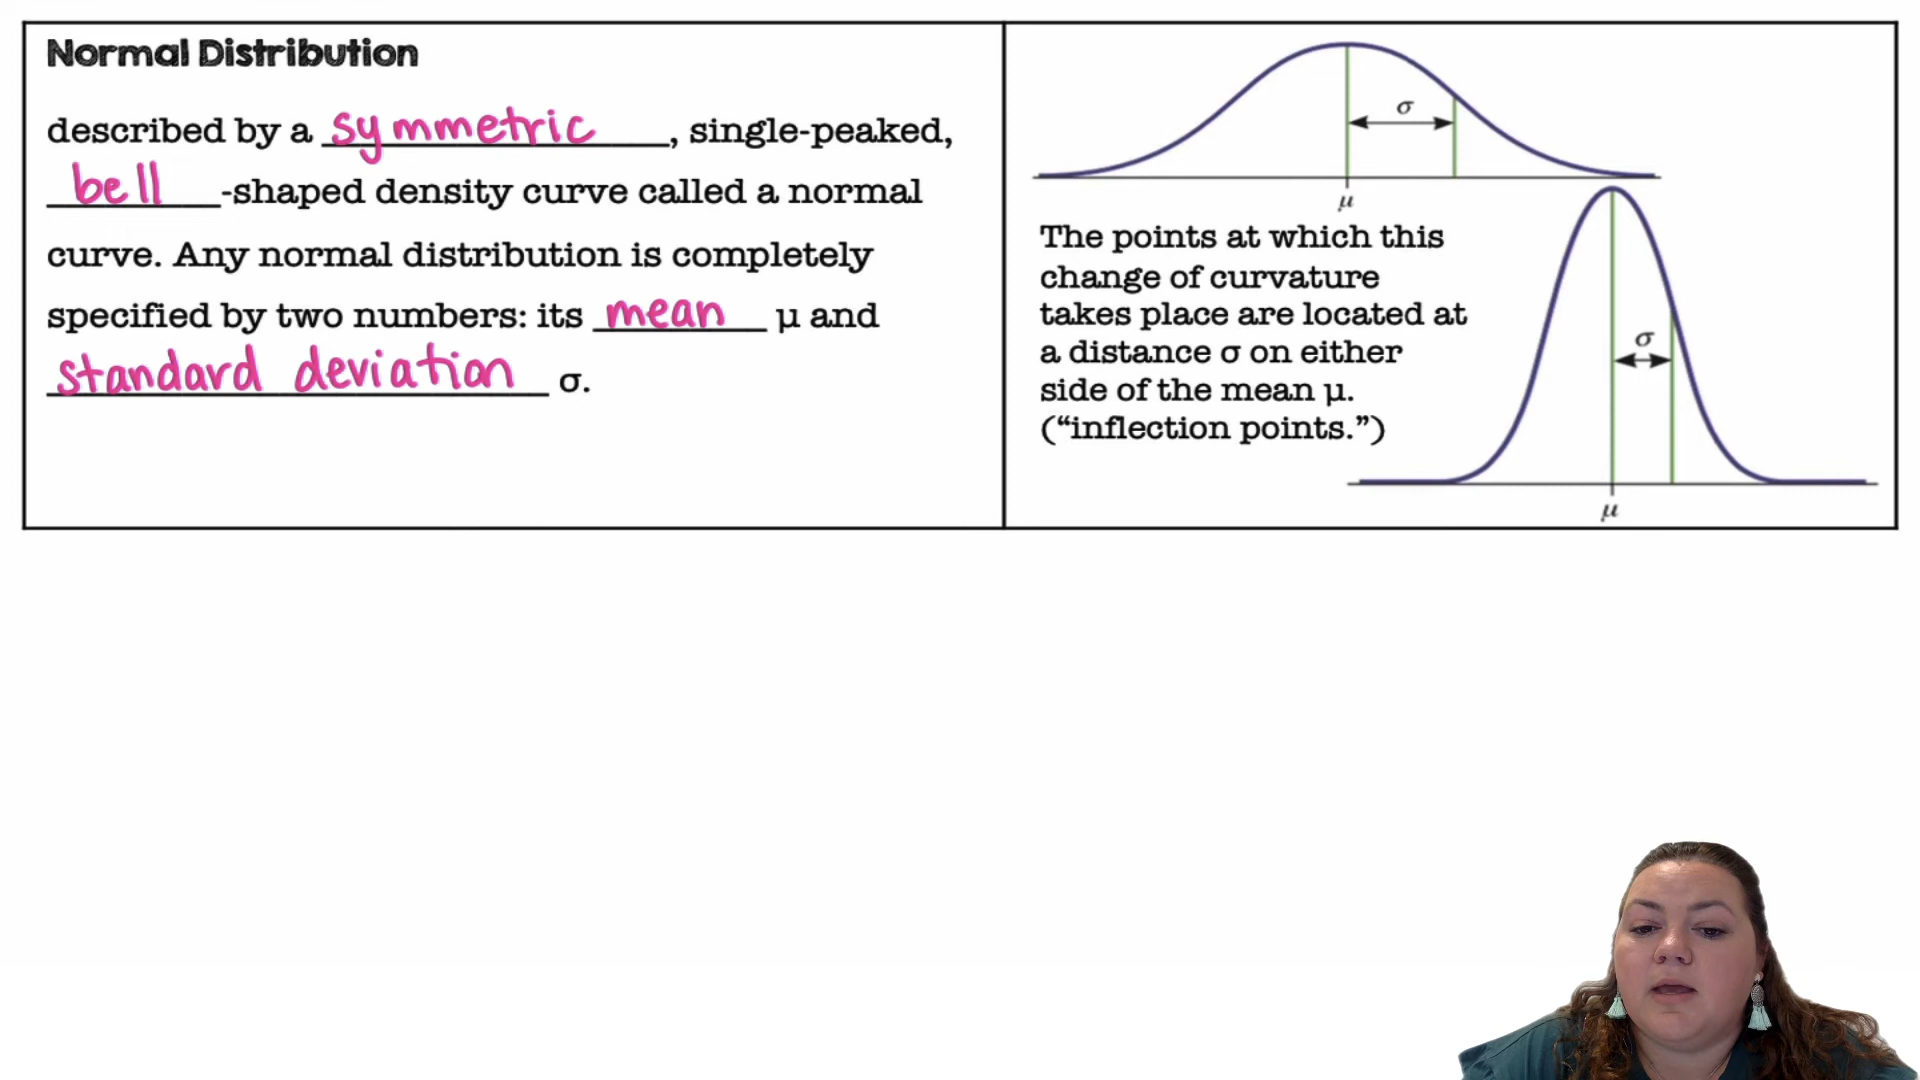 Normal Distribution
described by a symmetric, single-peaked,
bell-shaped density curve called a normal
curve. Any normal distribution is completely
specified by two numbers: its mean μ and
standard deviation σ.
σ
μ
The points at which this
change of curvature
takes place are located at
a distance σ on either
side of the mean μ.
(“inflection points.”)
σ
μ